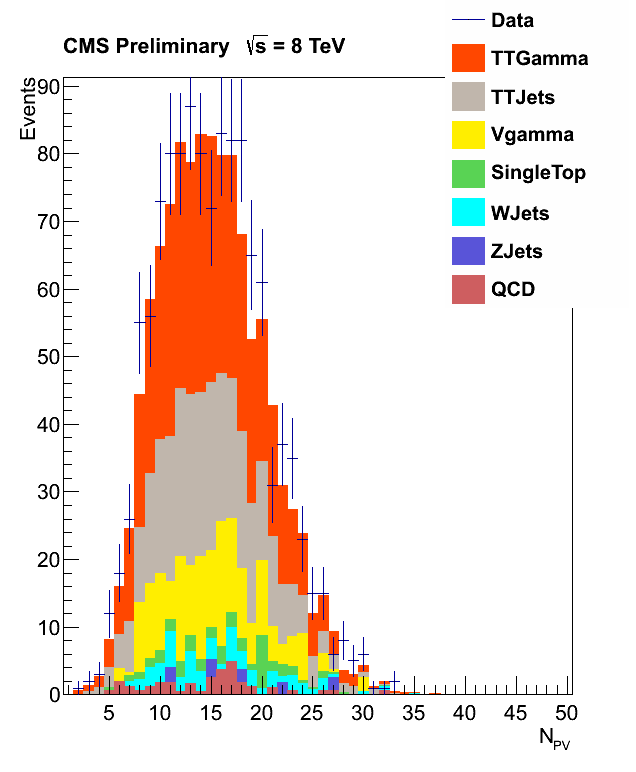 Data
CMS Preliminary √s = 8 TeV
TTGamma
TTJets
Vgamma
SingleTop
WJets
ZJets
QCD
Events
90
80
70
60
50
40
30
20
10
0
5 10 15 20 25 30 35 40 45 50
N_PV